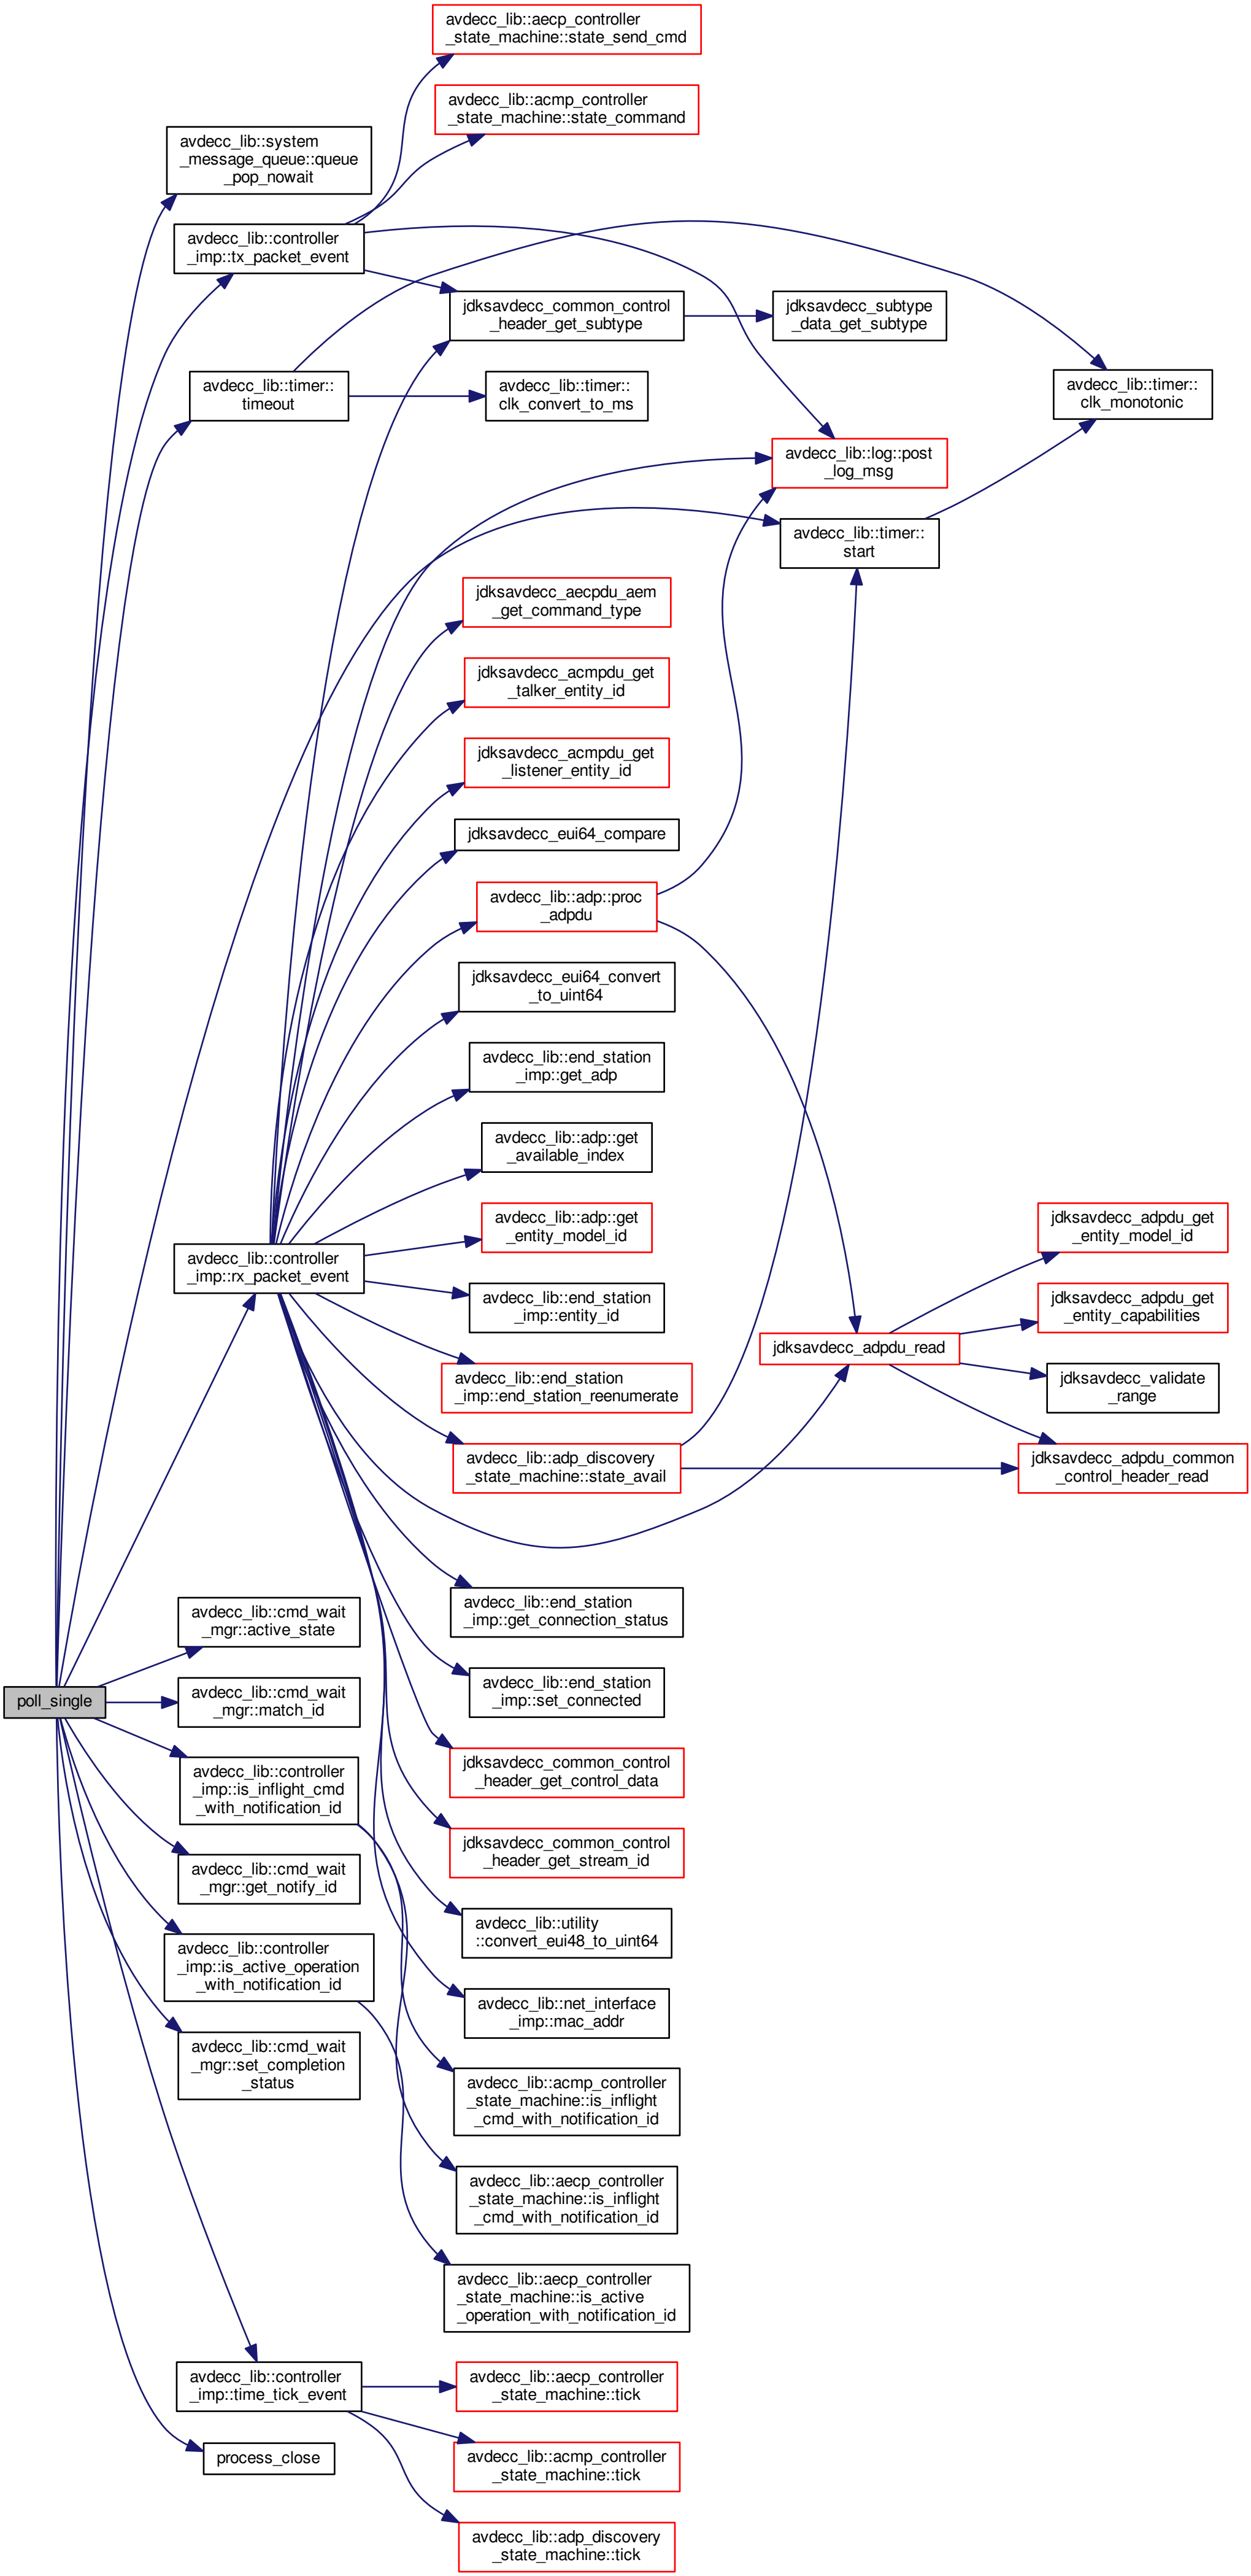 avdecc_lib::aecp_controller
_state_machine::state_send_cmd
avdecc_lib::acmp_controller
_state_machine::state_command
avdecc_lib::system
_message_queue::queue
_pop_nowait
avdecc_lib::controller
_imp::tx_packet_event
jdksavdecc_common_control
_header_get_subtype
jdksavdecc_subtype
_data_get_subtype
avdecc_lib::timer::
timeout
avdecc_lib::timer::
clk_convert_to_ms
avdecc_lib::timer::
clk_monotonic
avdecc_lib::log::post
_log_msg
avdecc_lib::timer::
start
jdksavdecc_aecpdu_aem
_get_command_type
jdksavdecc_acmpdu_get
_talker_entity_id
jdksavdecc_acmpdu_get
_listener_entity_id
jdksavdecc_eui64_compare
avdecc_lib::adp::proc
_adpdu
jdksavdecc_eui64_convert
_to_uint64
avdecc_lib::end_station
_imp::get_adp
avdecc_lib::adp::get
_available_index
avdecc_lib::adp::get
_entity_model_id
jdksavdecc_adpdu_get
_entity_model_id
avdecc_lib::controller
_imp::rx_packet_event
avdecc_lib::end_station
_imp::entity_id
jdksavdecc_adpdu_get
_entity_capabilities
jdksavdecc_adpdu_read
avdecc_lib::end_station
_imp::end_station_reenumerate
jdksavdecc_validate
_range
avdecc_lib::adp_discovery
_state_machine::state_avail
jdksavdecc_adpdu_common
_control_header_read
avdecc_lib::end_station
_imp::get_connection_status
avdecc_lib::cmd_wait
_mgr::active_state
avdecc_lib::end_station
_imp::set_connected
poll_single
avdecc_lib::cmd_wait
_mgr::match_id
jdksavdecc_common_control
_header_get_control_data
avdecc_lib::controller
_imp::is_inflight_cmd
_with_notification_id
jdksavdecc_common_control
_header_get_stream_id
avdecc_lib::cmd_wait
_mgr::get_notify_id
avdecc_lib::utility
::convert_eui48_to_uint64
avdecc_lib::controller
_imp::is_active_operation
_with_notification_id
avdecc_lib::net_interface
_imp::mac_addr
avdecc_lib::cmd_wait
_mgr::set_completion
_status
avdecc_lib::acmp_controller
_state_machine::is_inflight
_cmd_with_notification_id
avdecc_lib::aecp_controller
_state_machine::is_inflight
_cmd_with_notification_id
avdecc_lib::aecp_controller
_state_machine::is_active
_operation_with_notification_id
avdecc_lib::controller
_imp::time_tick_event
avdecc_lib::aecp_controller
_state_machine::tick
process_close
avdecc_lib::acmp_controller
_state_machine::tick
avdecc_lib::adp_discovery
_state_machine::tick